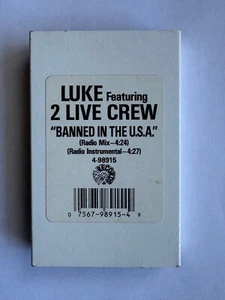 LUKE Featuring
2 LIVE CREW
"BANNED IN THE U.S.A."
(Radio Mix–4:24)
(Radio Instrumental–4:27)
4-98915
0 7567-98915-4 9